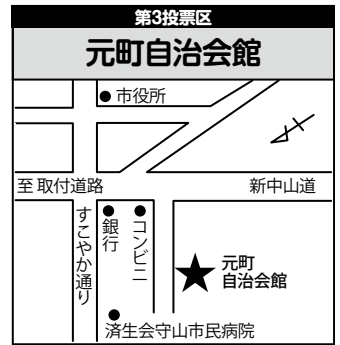 第3投票区
元町自治会館
市役所
至 取付道路
新中山道
すこやか通り
銀行
コンビニ
元町
自治会館
済生会守山市民病院